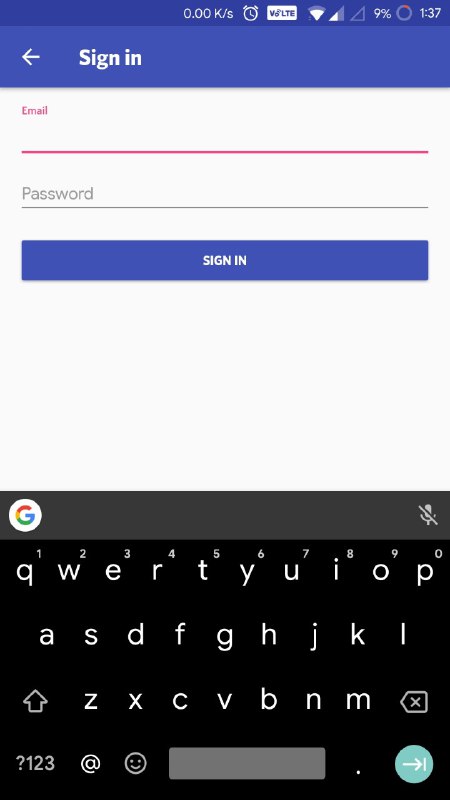 0.00 K/s VoLTE 9% 1:37
Sign in
Email
Password
SIGN IN
G
1 2 3 4 5 6 7 8 9 0
q w e r t y u i o p
a s d f g h j k l
z x c v b n m
?123 @ .